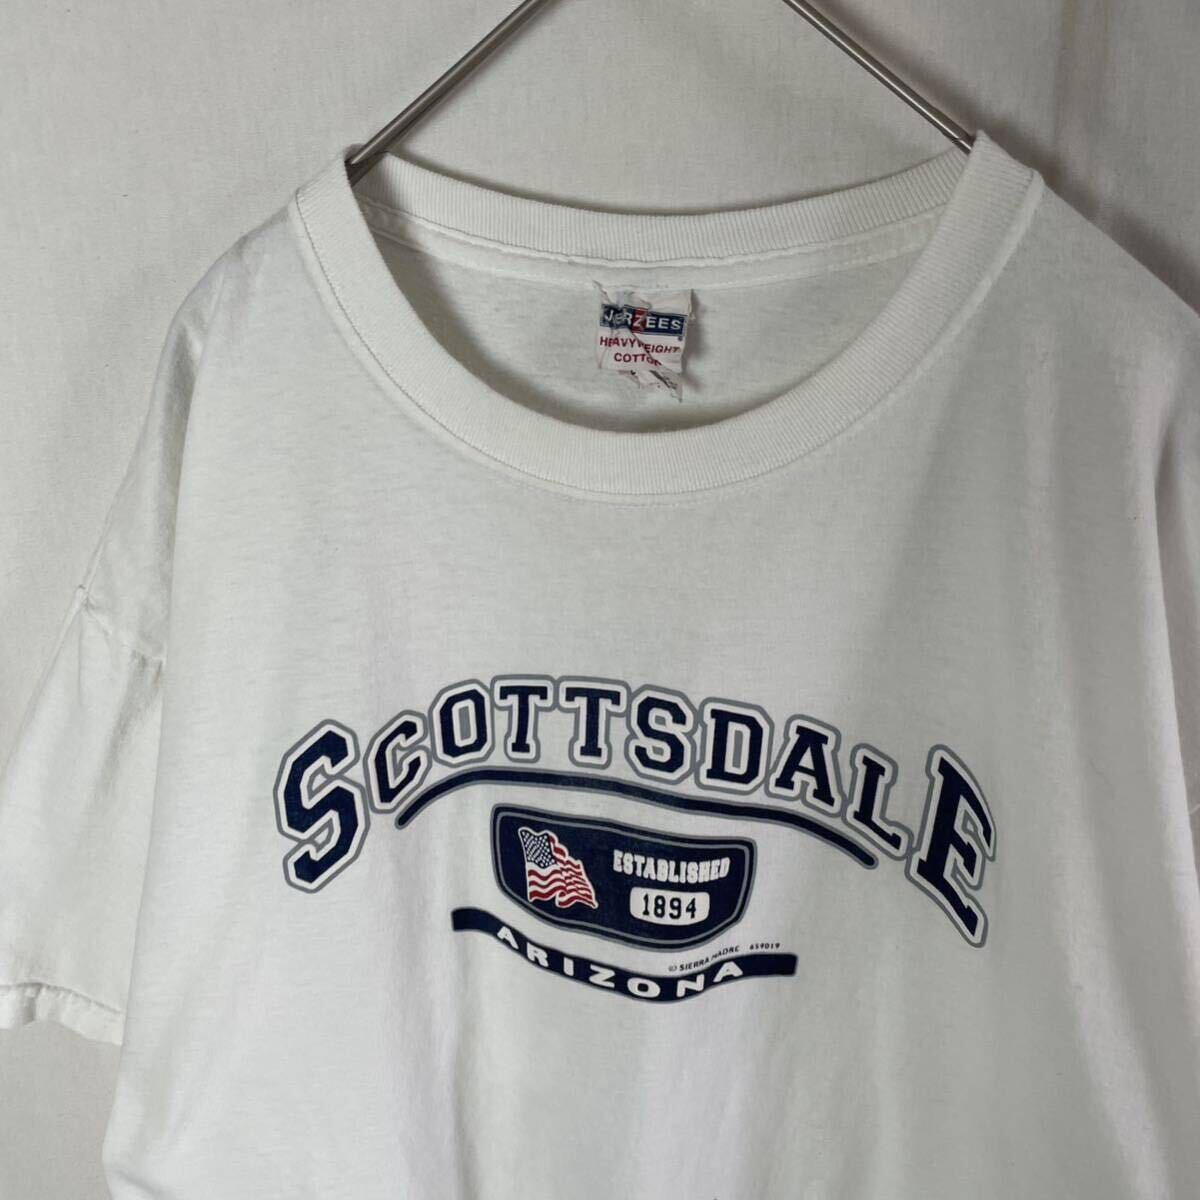 JERZEES
HEAVYWEIGHT
COTTON
SCOTTSDALE
ESTABLISHED
1894
© SIERRA MADRE 659019
ARIZONA